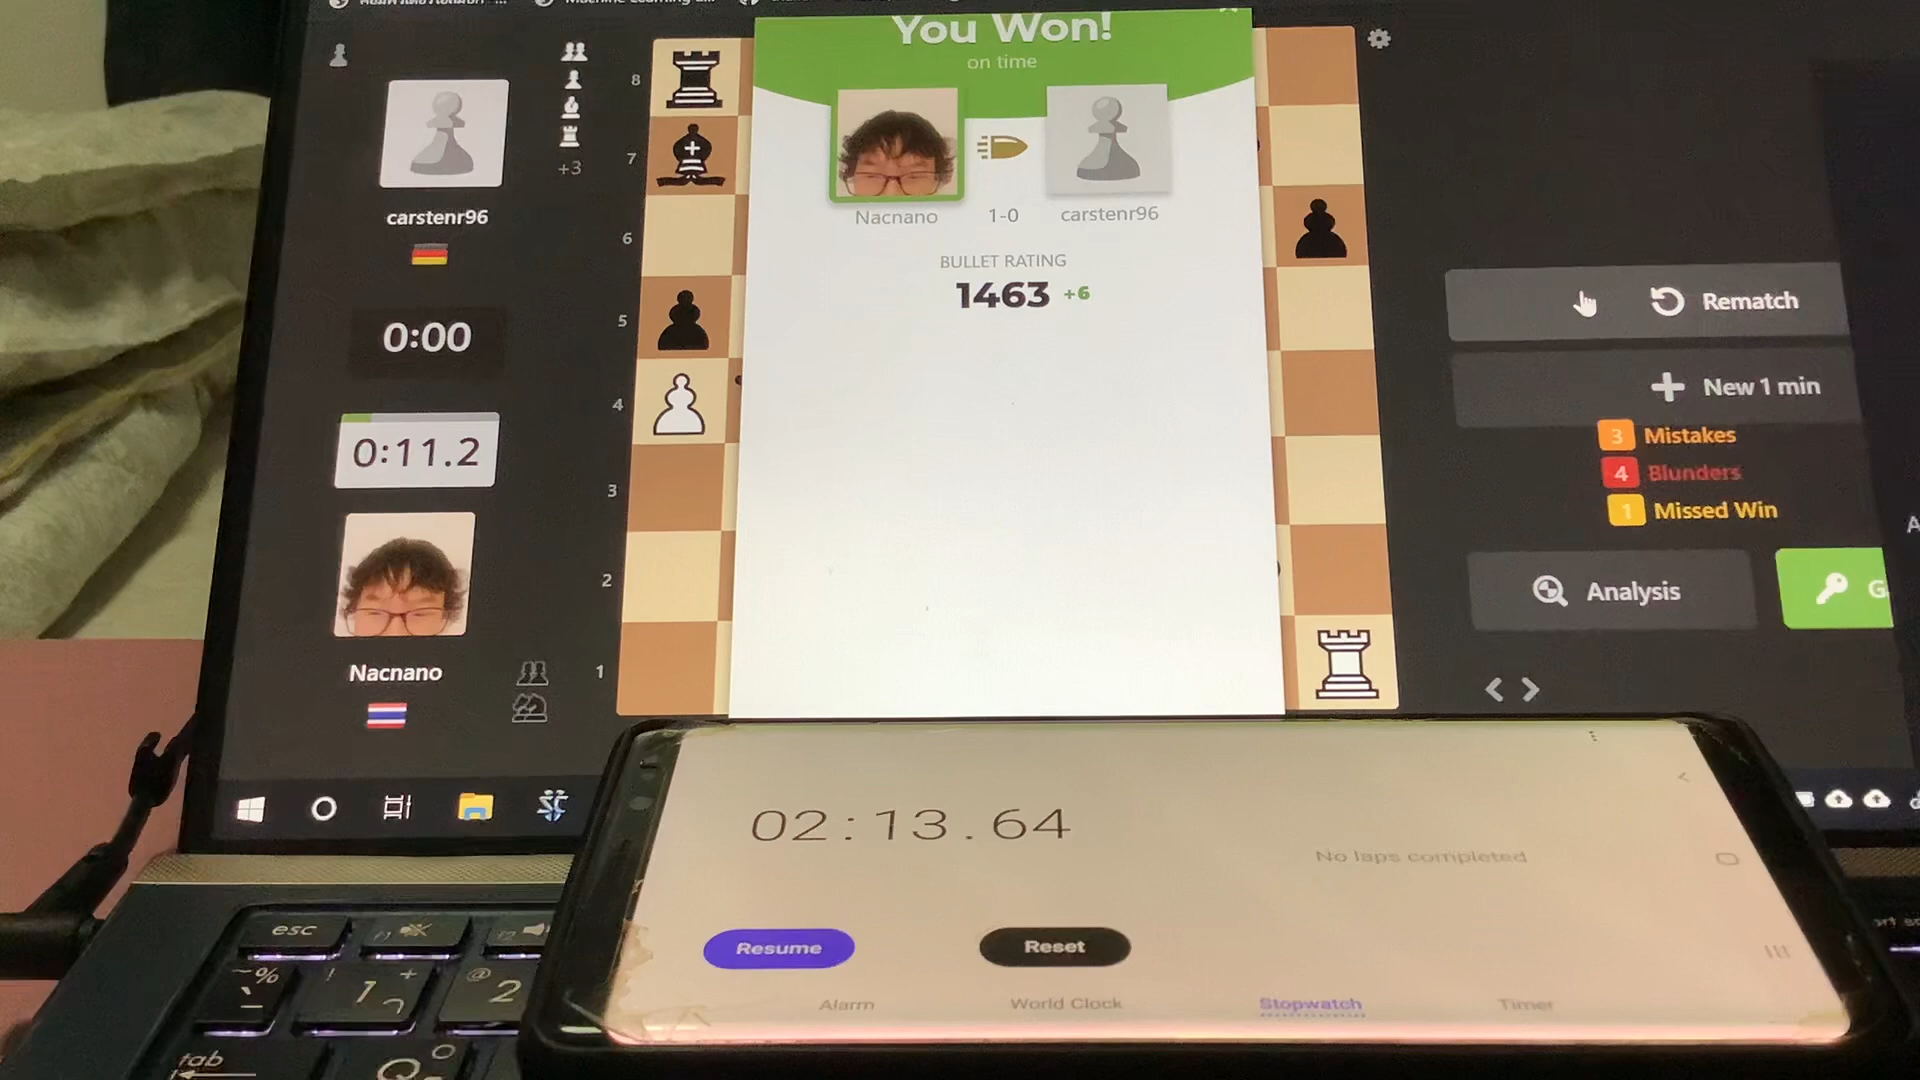 You Won!
on time
Nacnano
1-0
carstenr96
BULLET RATING
1463 +6
+3
carstenr96
0:00
0:11.2
Nacnano
8
7
6
5
4
3
2
1
Rematch
New 1 min
3 Mistakes
4 Blunders
1 Missed Win
Analysis
G
02:13.64
No laps completed
Resume
Reset
Alarm
World Clock
Stopwatch
Timer
esc
~ %
! 1 +
@ 2
tab
Q